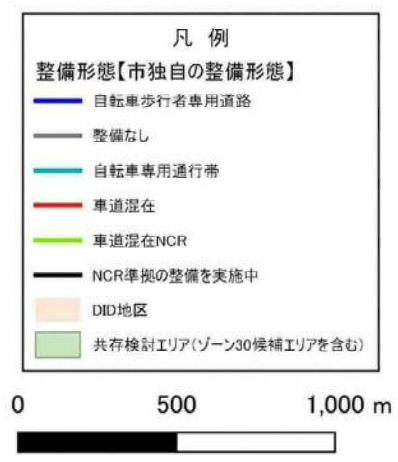 凡 例
整備形態【市独自の整備形態】
自転車歩行者専用道路
整備なし
自転車専用通行帯
車道混在
車道混在NCR
NCR準拠の整備を実施中
DID地区
共存検討エリア(ゾーン30候補エリアを含む)
0 500 1,000 m